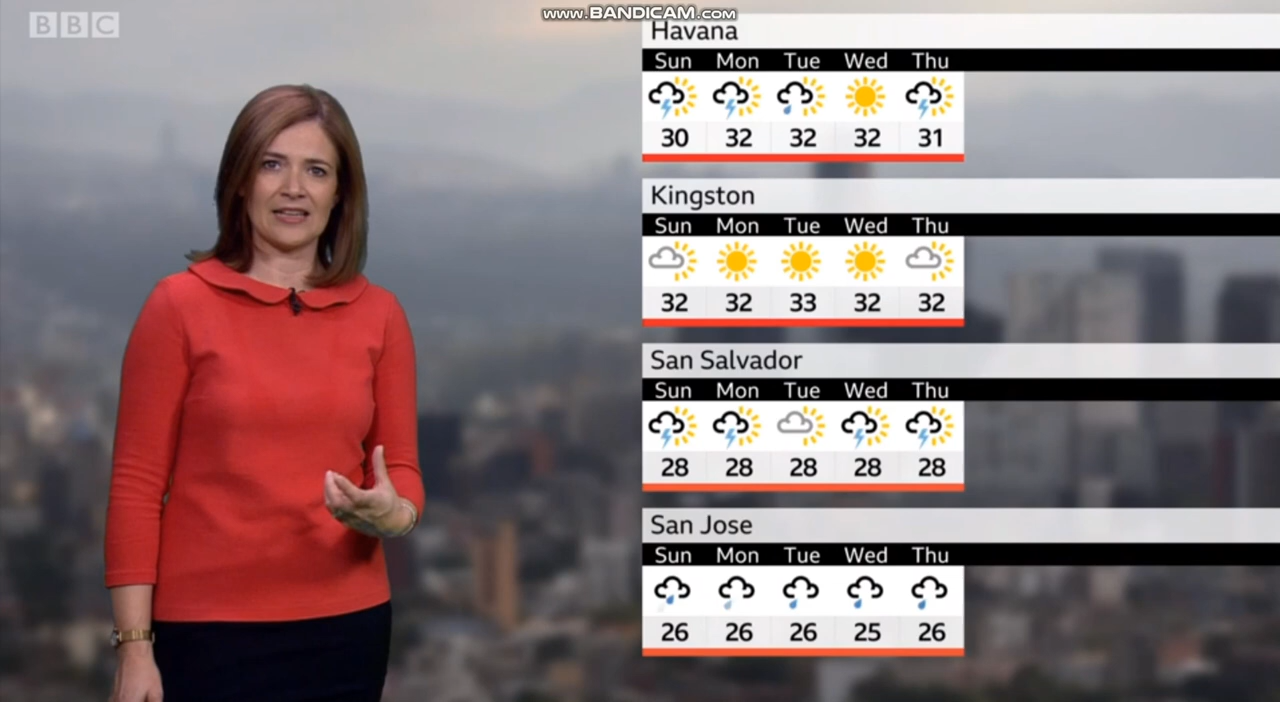 www.BANDICAM.com
BBC
Havana
Sun Mon Tue Wed Thu
30 32 32 32 31
Kingston
Sun Mon Tue Wed Thu
32 32 33 32 32
San Salvador
Sun Mon Tue Wed Thu
28 28 28 28 28
San Jose
Sun Mon Tue Wed Thu
26 26 26 25 26